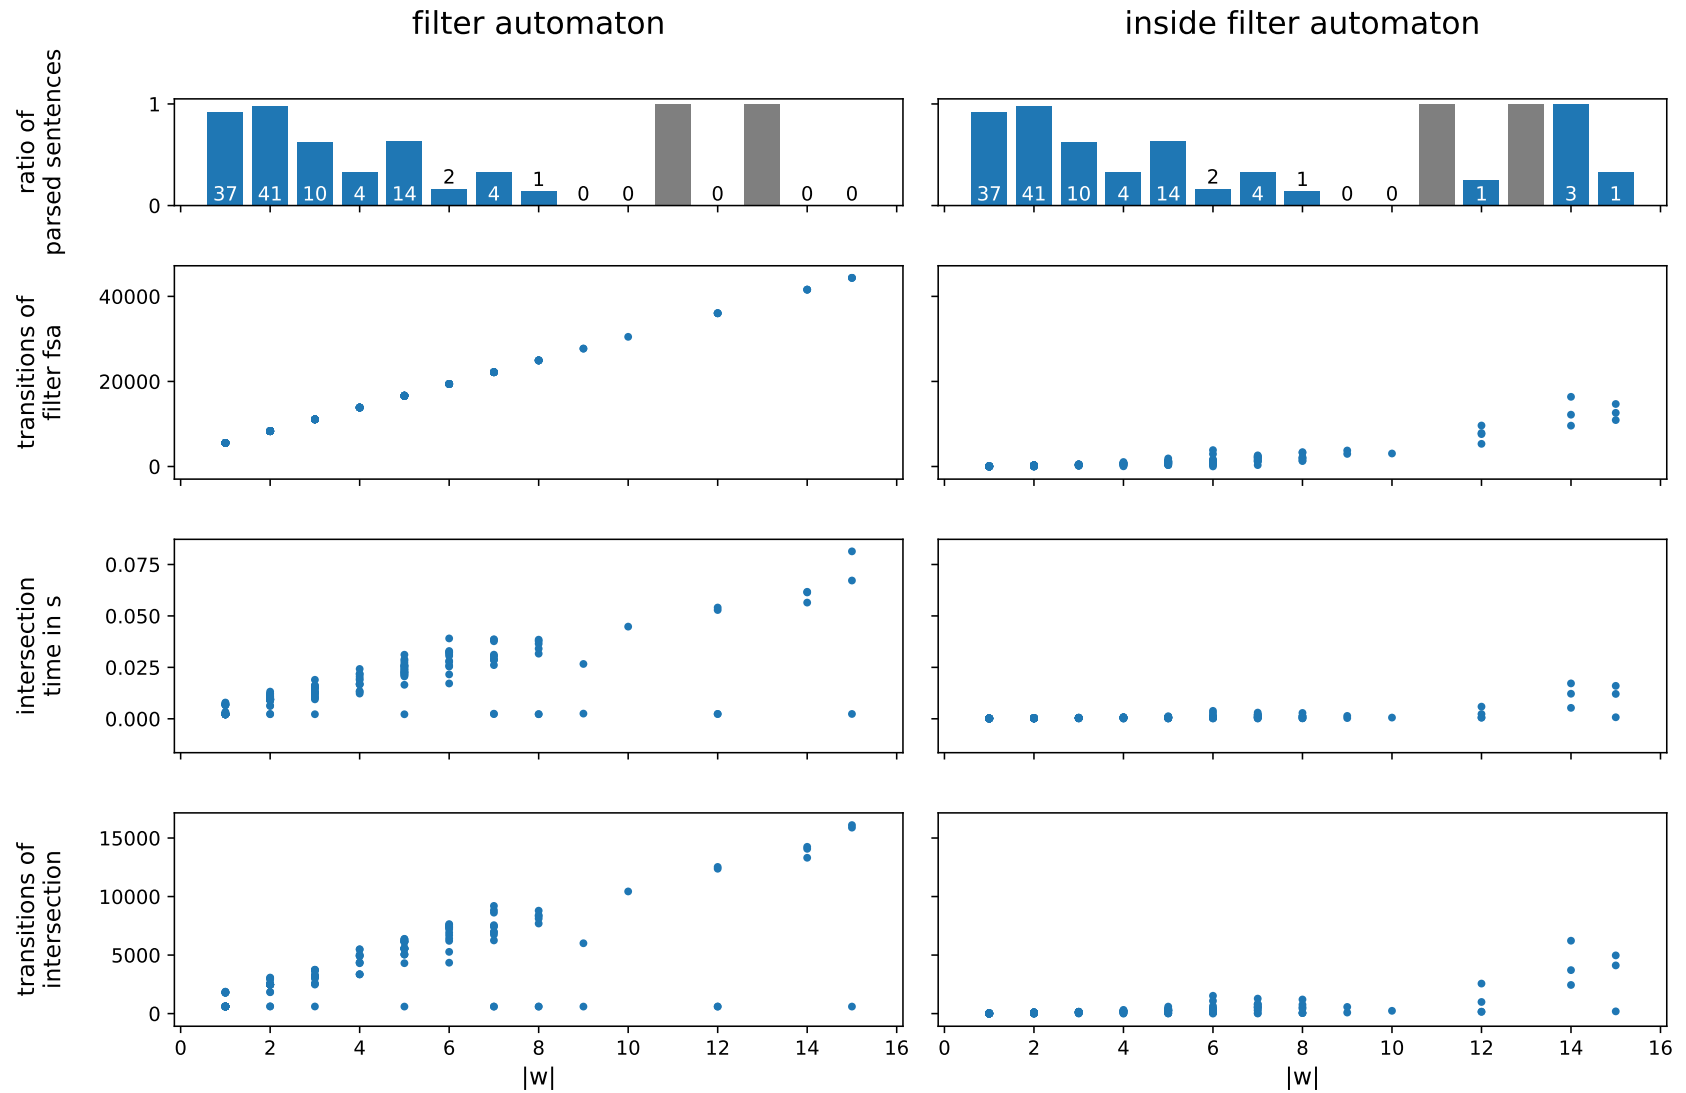 filter automaton
inside filter automaton
ratio of
parsed sentences
1
0
37 41 10 4 14 2 4 1 0 0 0 0 0
37 41 10 4 14 2 4 1 0 0 1 3 1
transitions of
filter fsa
40000
20000
0
intersection
time in s
0.075
0.050
0.025
0.000
transitions of
intersection
15000
10000
5000
0
0 2 4 6 8 10 12 14 16
0 2 4 6 8 10 12 14 16
|w|
|w|